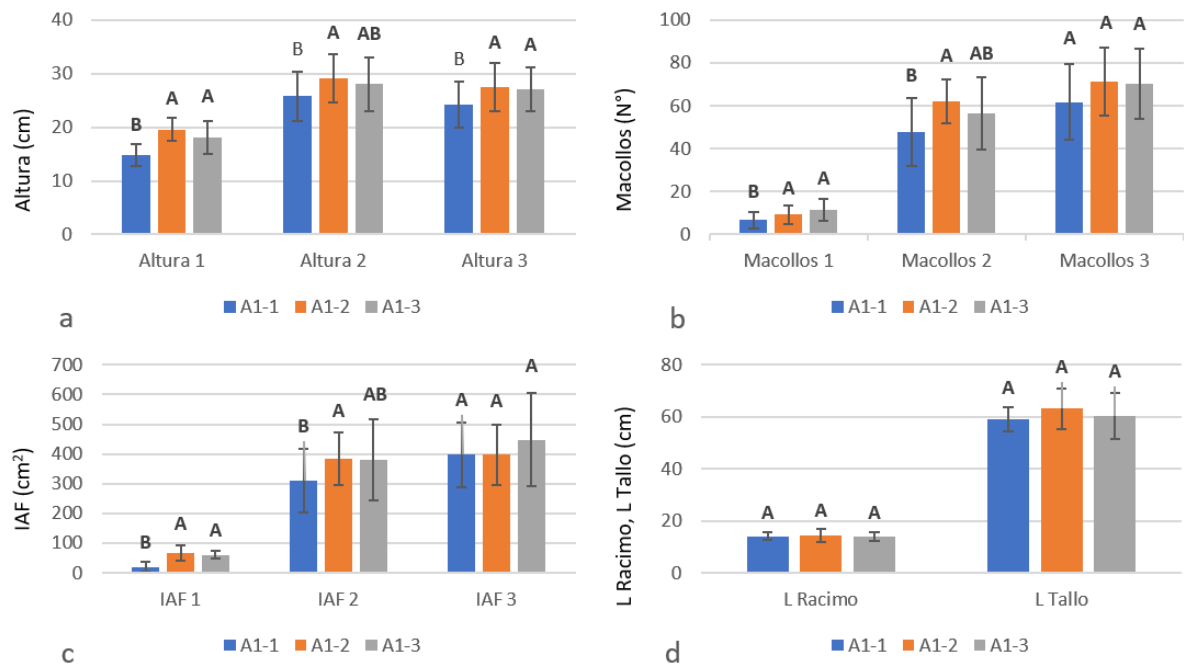 Altura (cm)
40
30
20
10
0
B A A
B A AB
B A A
Altura 1 Altura 2 Altura 3
A1-1 A1-2 A1-3
a
Macollos (N°)
100
80
60
40
20
0
B A A
B A AB
A A A
Macollos 1 Macollos 2 Macollos 3
A1-1 A1-2 A1-3
b
IAF (cm²)
700
600
500
400
300
200
100
0
B A A
B A AB
A A A
IAF 1 IAF 2 IAF 3
A1-1 A1-2 A1-3
c
L Racimo, L Tallo (cm)
80
60
40
20
0
A A A
A A A
L Racimo L Tallo
A1-1 A1-2 A1-3
d